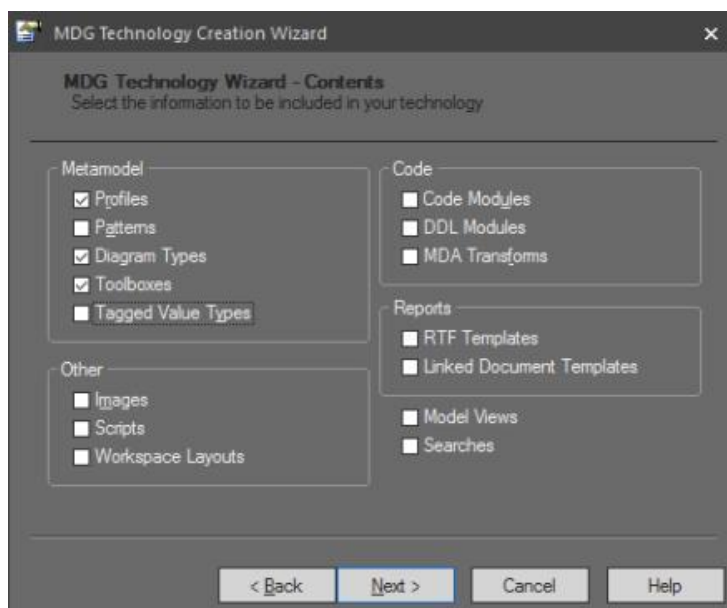 MDG Technology Creation Wizard
MDG Technology Wizard - Contents
Select the information to be included in your technology
Metamodel
Profiles
Patterns
Diagram Types
Toolboxes
Tagged Value Types
Other
Images
Scripts
Workspace Layouts
Code
Code Modules
DDL Modules
MDA Transforms
Reports
RTF Templates
Linked Document Templates
Model Views
Searches
< Back
Next >
Cancel
Help